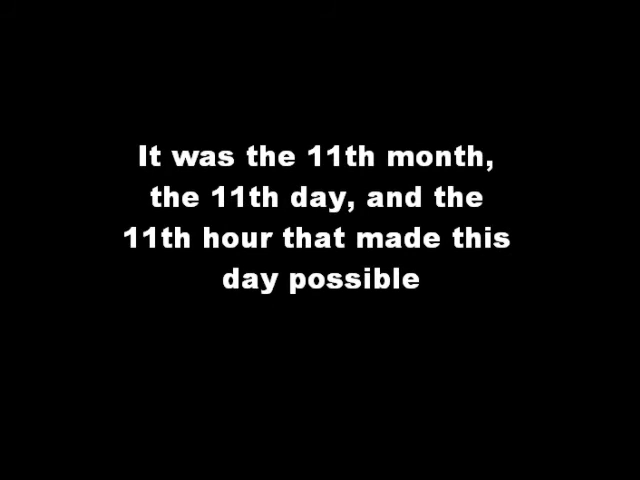 It was the 11th month,
the 11th day, and the
11th hour that made this
day possible